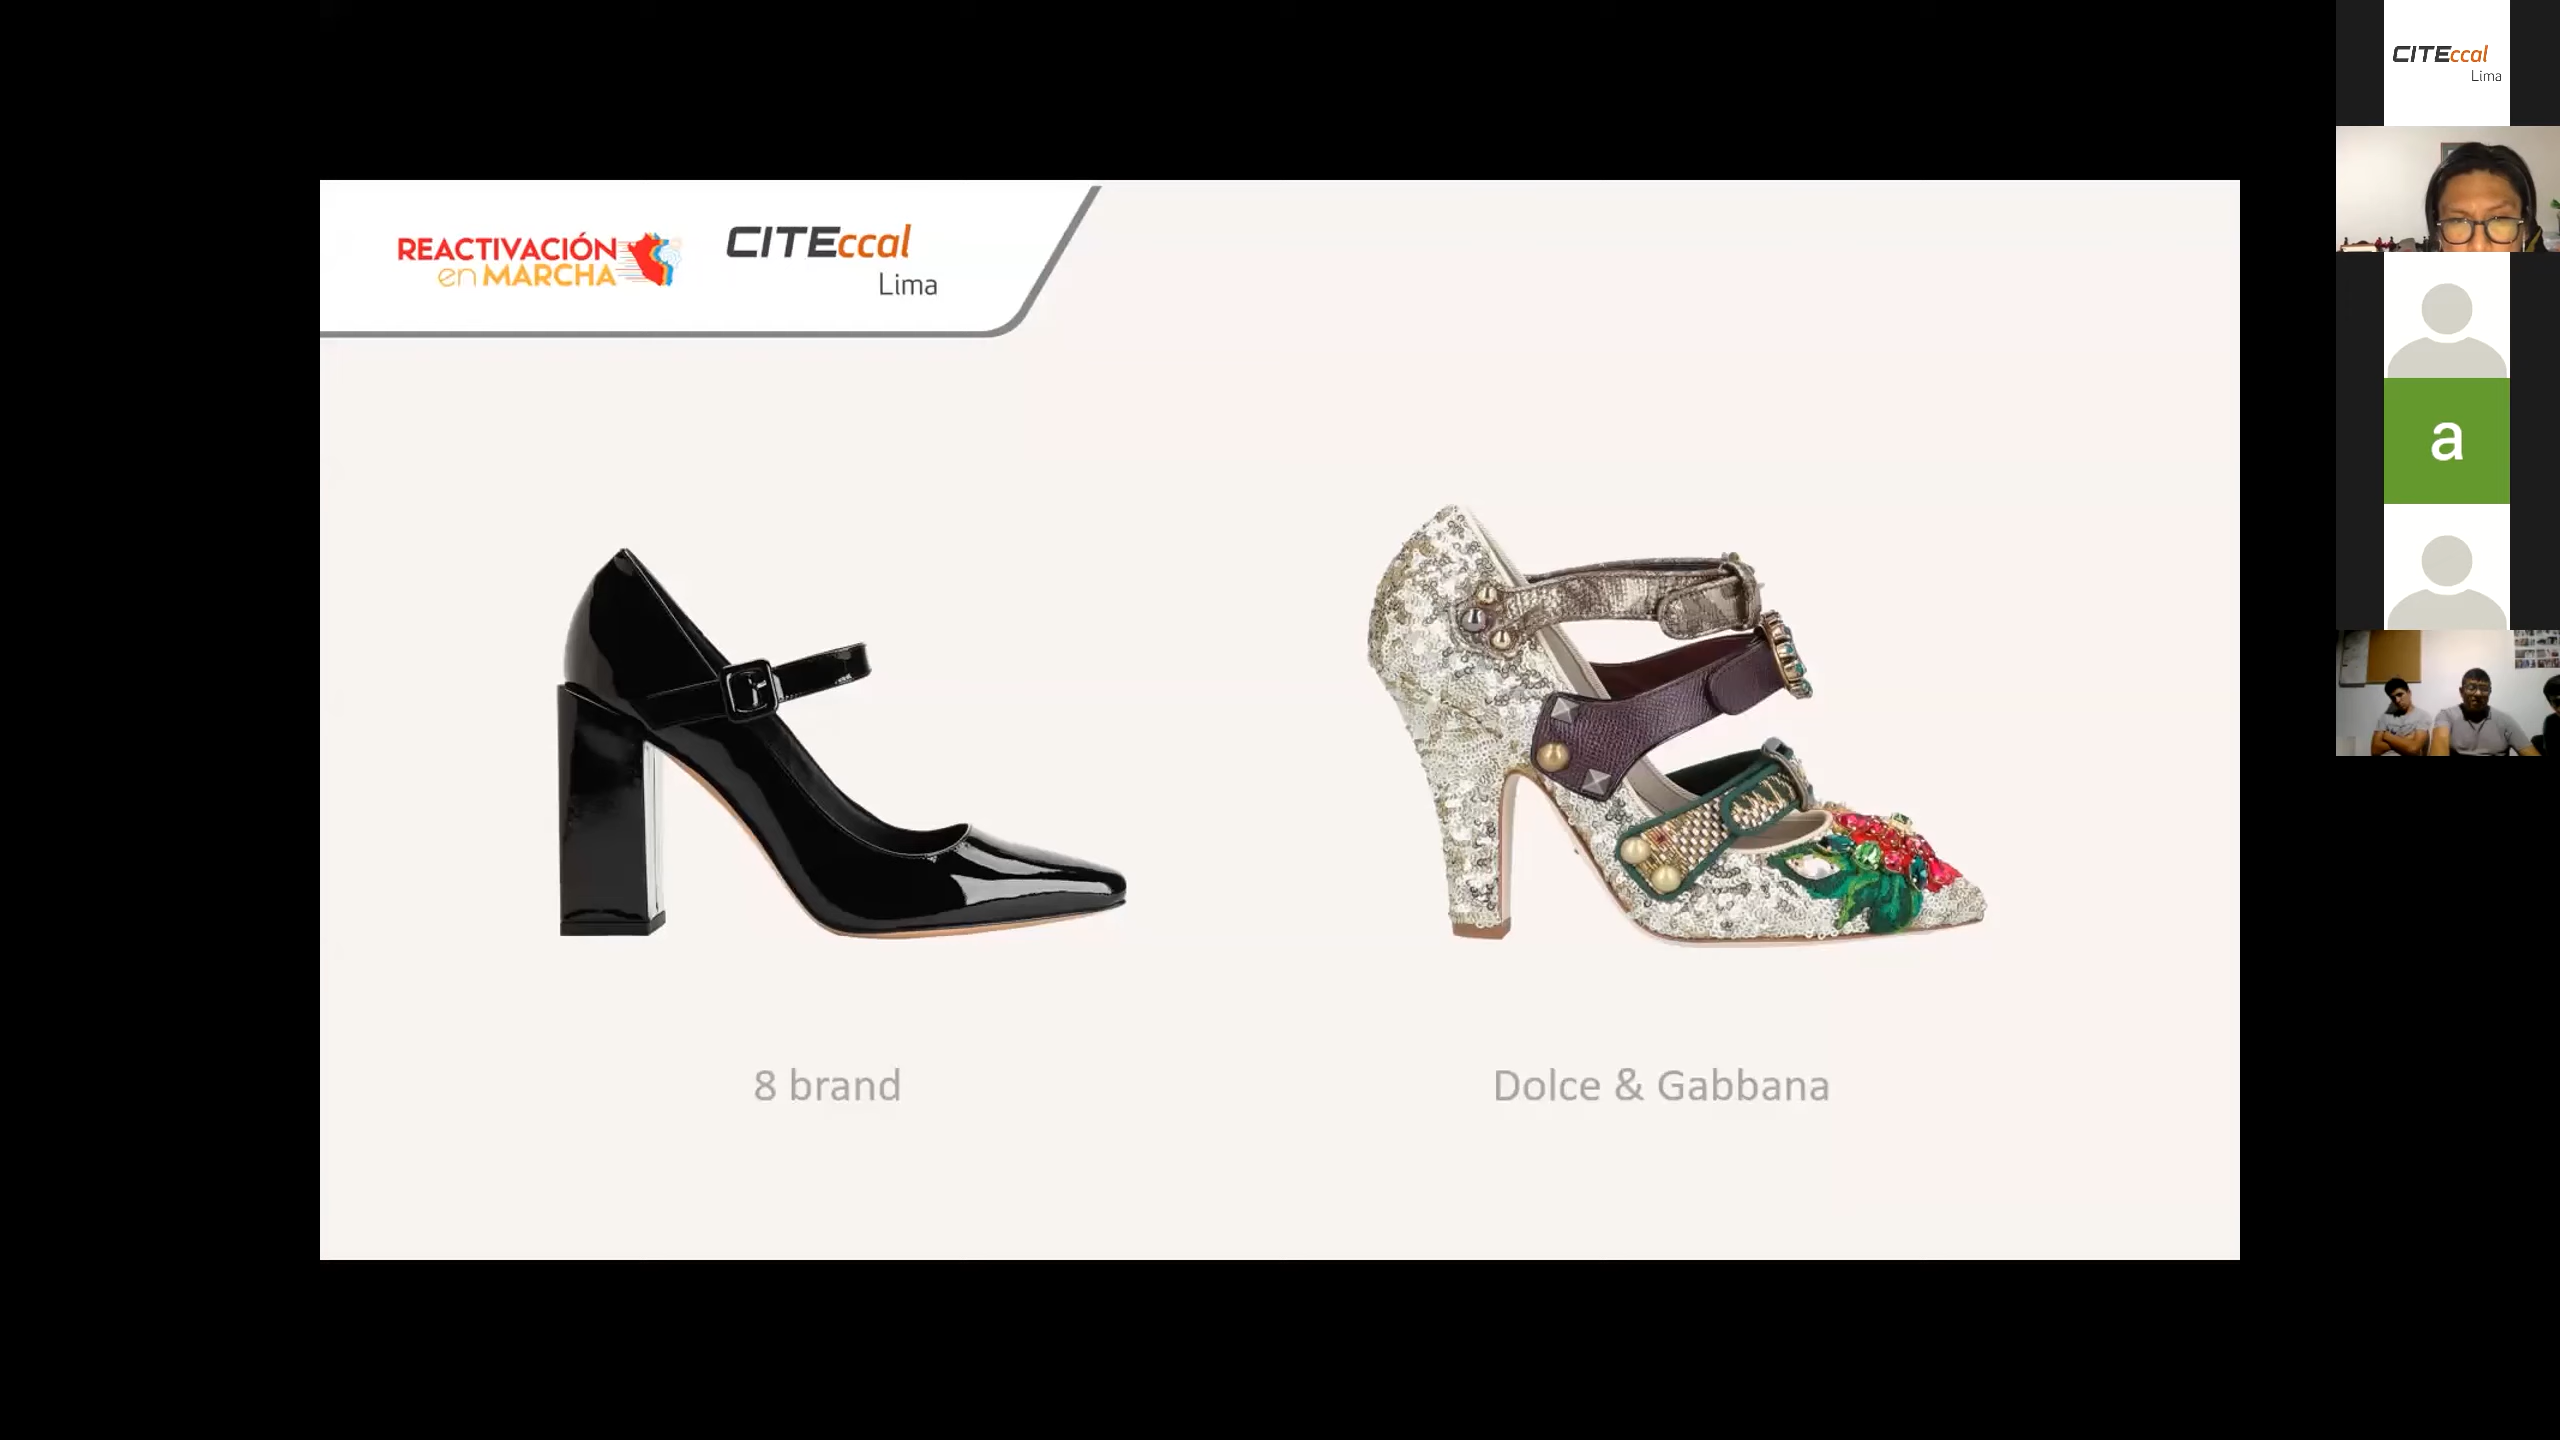 REACTIVACIÓN
en MARCHA
CITEccal
Lima
8 brand
Dolce & Gabbana
CITEccal
Lima
a